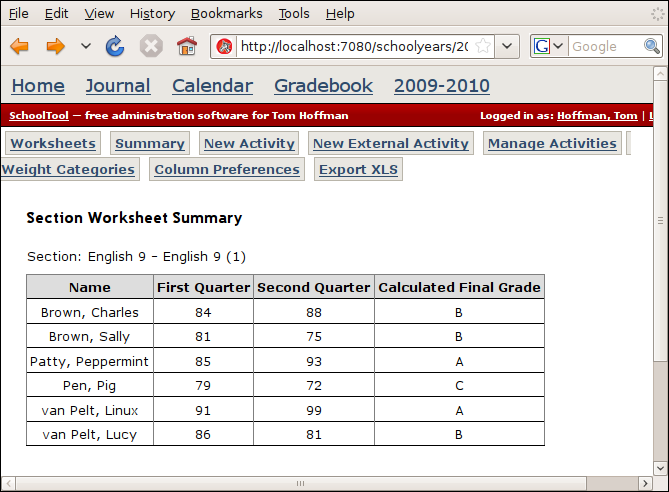 File Edit View History Bookmarks Tools Help
http://localhost:7080/schoolyears/20 G Google
Home Journal Calendar Gradebook 2009-2010
SchoolTool — free administration software for Tom Hoffman Logged in as: Hoffman, Tom | L
Worksheets Summary New Activity New External Activity Manage Activities
Weight Categories Column Preferences Export XLS
Section Worksheet Summary
Section: English 9 - English 9 (1)
Name First Quarter Second Quarter Calculated Final Grade
Brown, Charles 84 88 B
Brown, Sally 81 75 B
Patty, Peppermint 85 93 A
Pen, Pig 79 72 C
van Pelt, Linux 91 99 A
van Pelt, Lucy 86 81 B